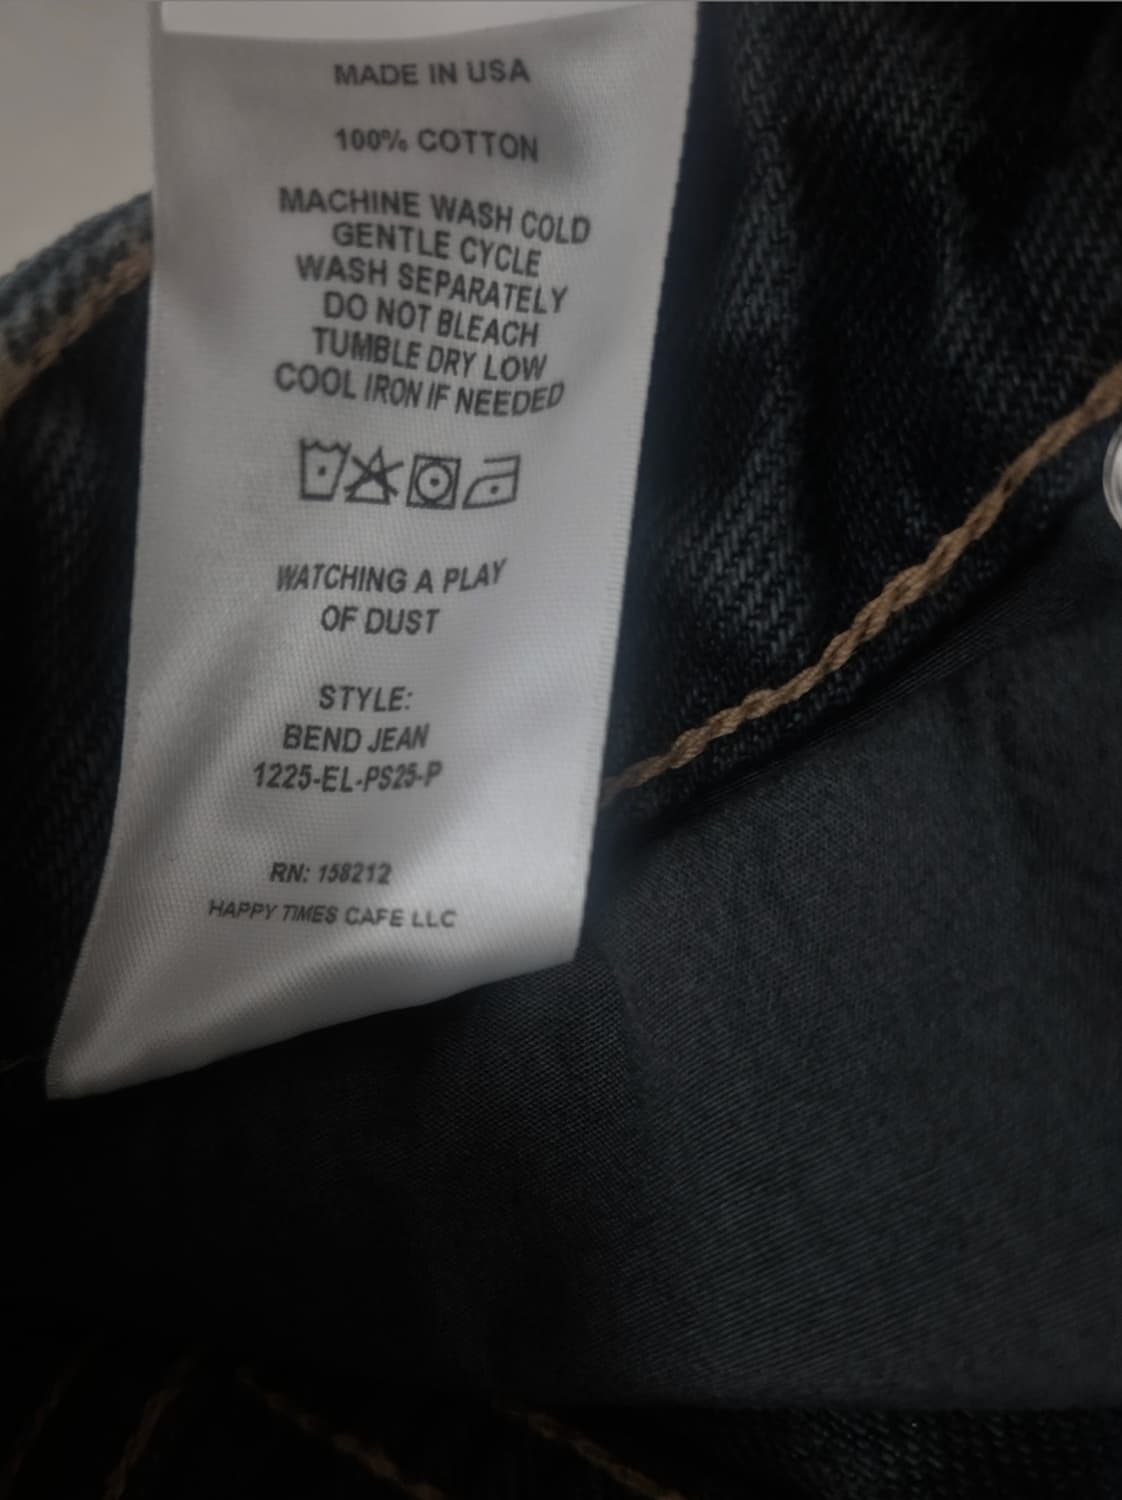 MADE IN USA
100% COTTON
MACHINE WASH COLD
GENTLE CYCLE
WASH SEPARATELY
DO NOT BLEACH
TUMBLE DRY LOW
COOL IRON IF NEEDED
WATCHING A PLAY
OF DUST
STYLE:
BEND JEAN
1225-EL-PS25-P
RN: 158212
HAPPY TIMES CAFE LLC